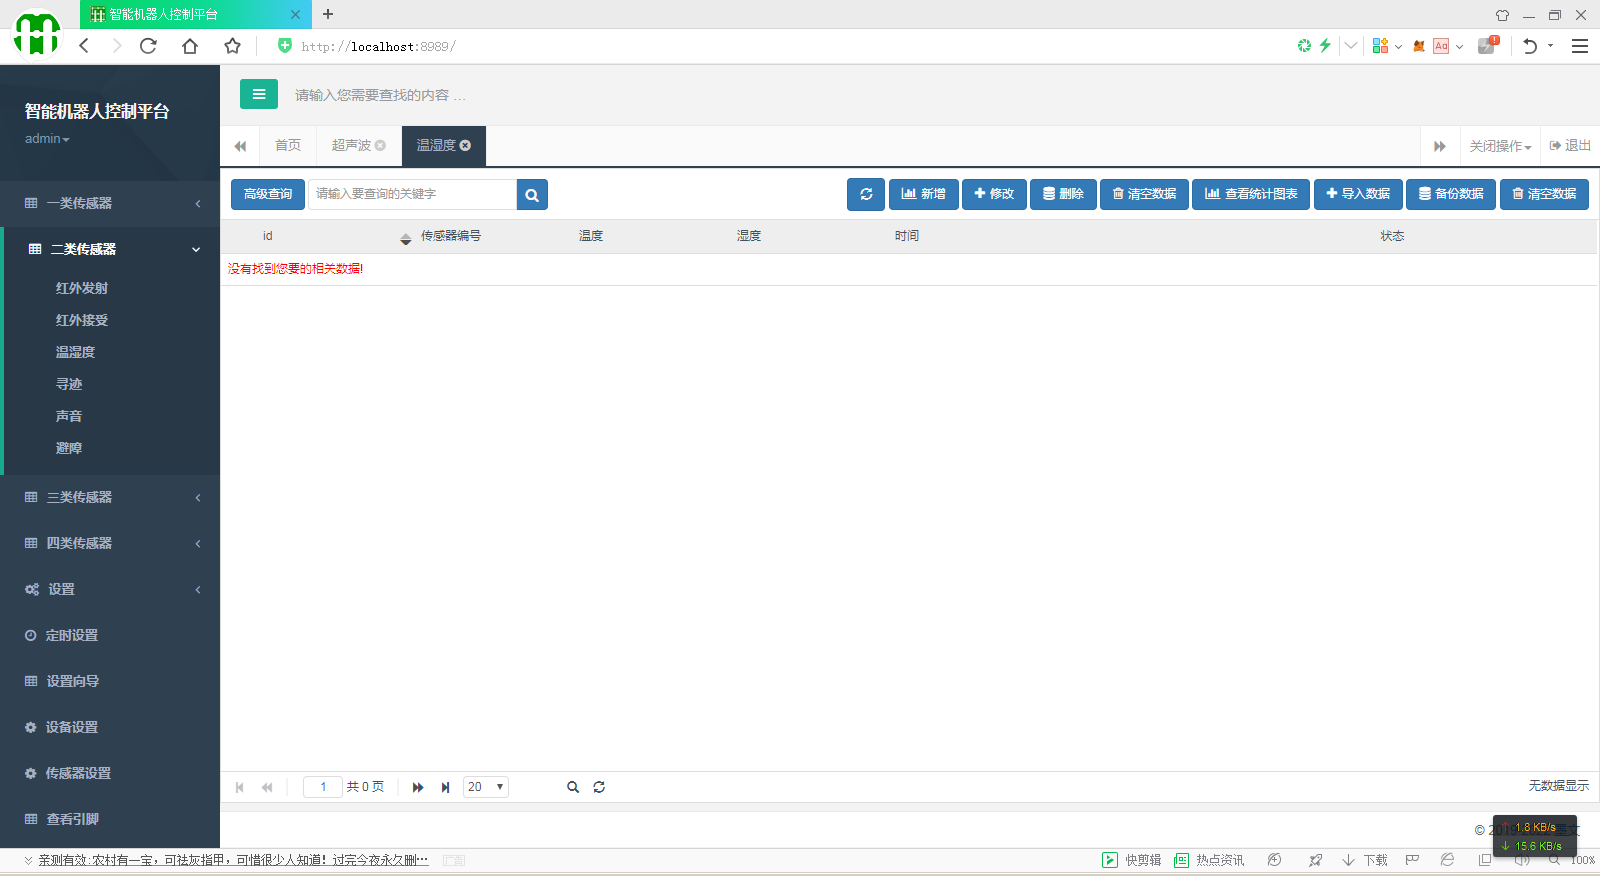 智能机器人控制平台
http://localhost:8989/
智能机器人控制平台
admin
请输入您需要查找的内容 …
首页 超声波 温湿度 关闭操作 退出
高级查询 请输入要查询的关键字 新增 修改 删除 清空数据 查看统计图表 导入数据 备份数据 清空数据
id 传感器编号 温度 湿度 时间 状态
没有找到您要的相关数据!
一类传感器
二类传感器
红外发射
红外接受
温湿度
寻迹
声音
避障
三类传感器
四类传感器
设置
定时设置
设置向导
设备设置
传感器设置
查看引脚
1 共 0 页 20 无数据显示
1.8 KB/s
15.6 KB/s
亲测有效:农村有一宝，可祛灰指甲，可惜很少人知道! 过完今夜永久删… 广告 快剪辑 热点资讯 下载 100%